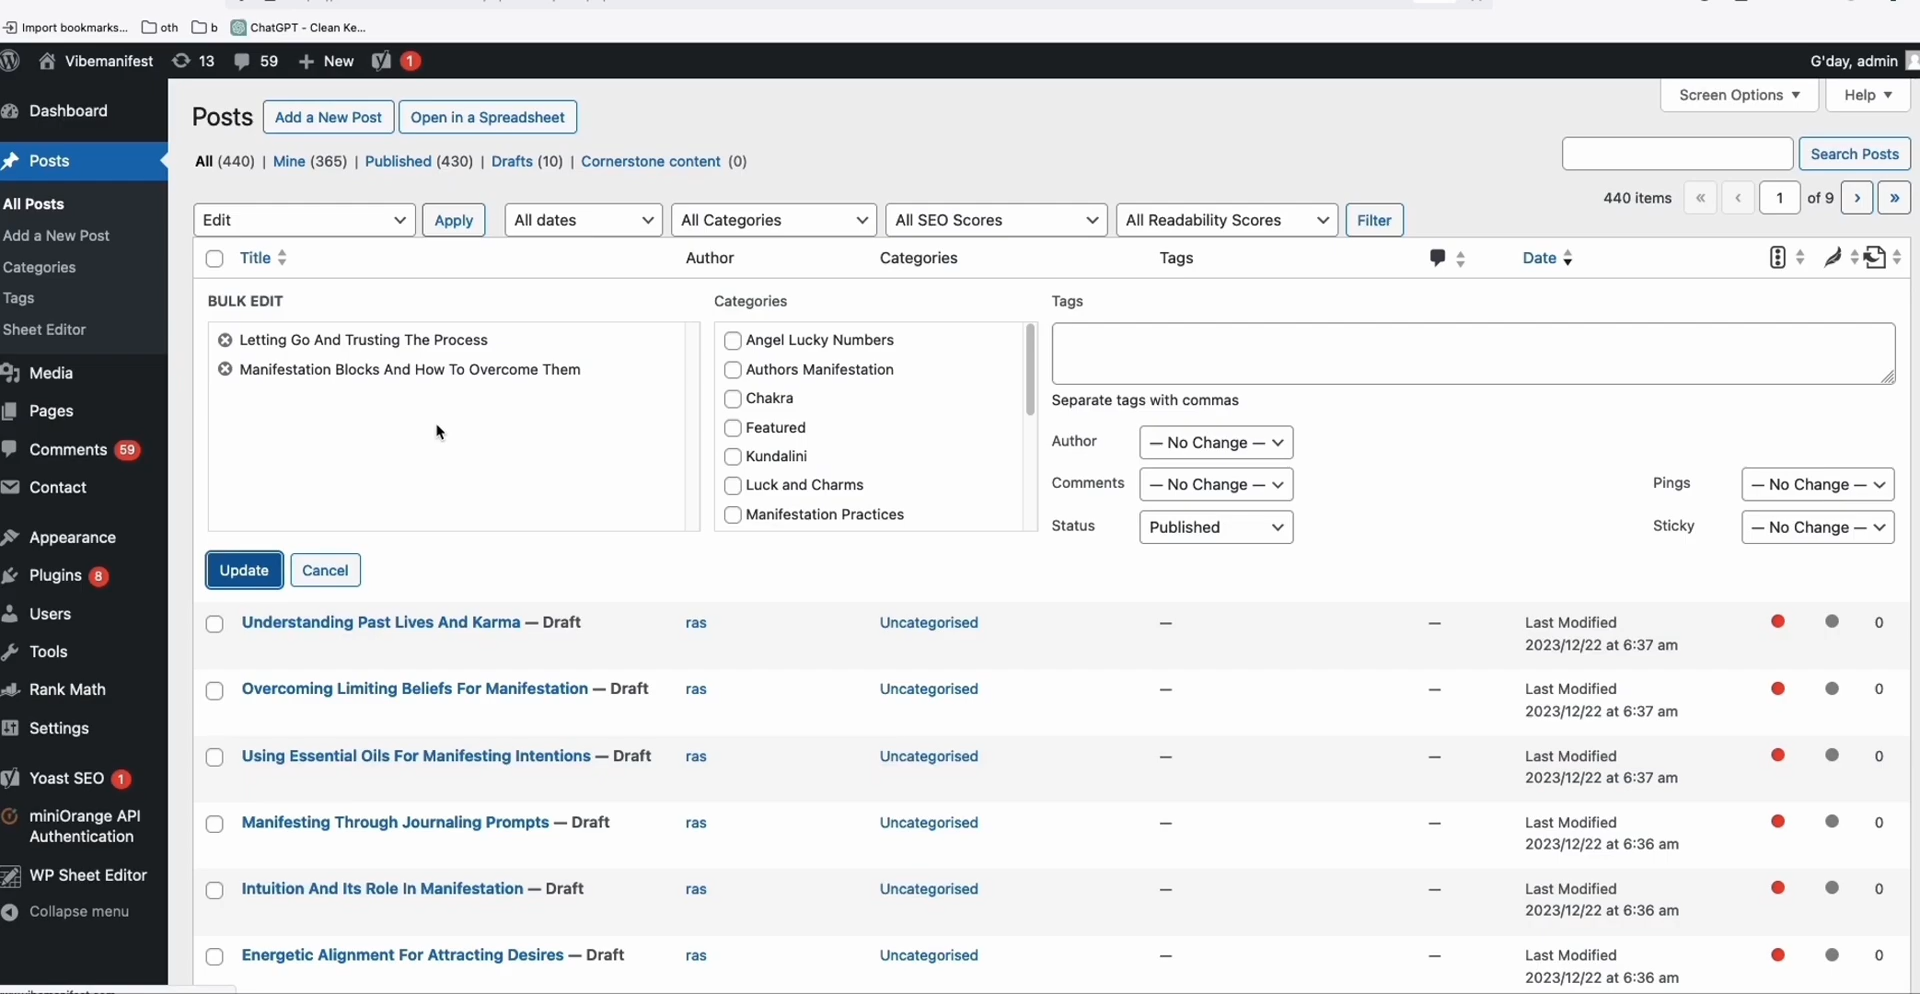 Import bookmarks... oth b ChatGPT - Clean Ke...
Vibemanifest 13 59 New 1 G'day, admin
Dashboard
Posts
All Posts
Add a New Post
Categories
Tags
Sheet Editor
Media
Pages
Comments 59
Contact
Appearance
Plugins 8
Users
Tools
Rank Math
Settings
Yoast SEO 1
miniOrange API
Authentication
WP Sheet Editor
Collapse menu
Screen Options Help
Posts Add a New Post Open in a Spreadsheet
All (440) | Mine (365) | Published (430) | Drafts (10) | Cornerstone content (0)
Search Posts
440 items « ‹ 1 of 9 › »
Edit Apply All dates All Categories All SEO Scores All Readability Scores Filter
Title Author Categories Tags Date
BULK EDIT Categories Tags
Letting Go And Trusting The Process
Manifestation Blocks And How To Overcome Them
Angel Lucky Numbers
Authors Manifestation
Chakra
Featured
Kundalini
Luck and Charms
Manifestation Practices
Separate tags with commas
Author — No Change —
Comments — No Change — Pings — No Change —
Status Published Sticky — No Change —
Update Cancel
Understanding Past Lives And Karma — Draft ras Uncategorised — — Last Modified 0
2023/12/22 at 6:37 am
Overcoming Limiting Beliefs For Manifestation — Draft ras Uncategorised — — Last Modified 0
2023/12/22 at 6:37 am
Using Essential Oils For Manifesting Intentions — Draft ras Uncategorised — — Last Modified 0
2023/12/22 at 6:37 am
Manifesting Through Journaling Prompts — Draft ras Uncategorised — — Last Modified 0
2023/12/22 at 6:36 am
Intuition And Its Role In Manifestation — Draft ras Uncategorised — — Last Modified 0
2023/12/22 at 6:36 am
Energetic Alignment For Attracting Desires — Draft ras Uncategorised — — Last Modified 0
2023/12/22 at 6:36 am